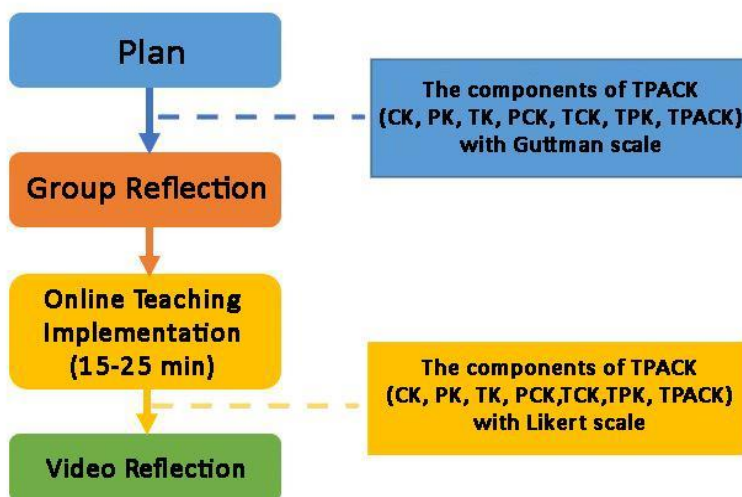 Plan
The components of TPACK
(CK, PK, TK, PCK, TCK, TPK, TPACK)
with Guttman scale
Group Reflection
Online Teaching
Implementation
(15-25 min)
The components of TPACK
(CK, PK, TK, PCK,TCK,TPK, TPACK)
with Likert scale
Video Reflection